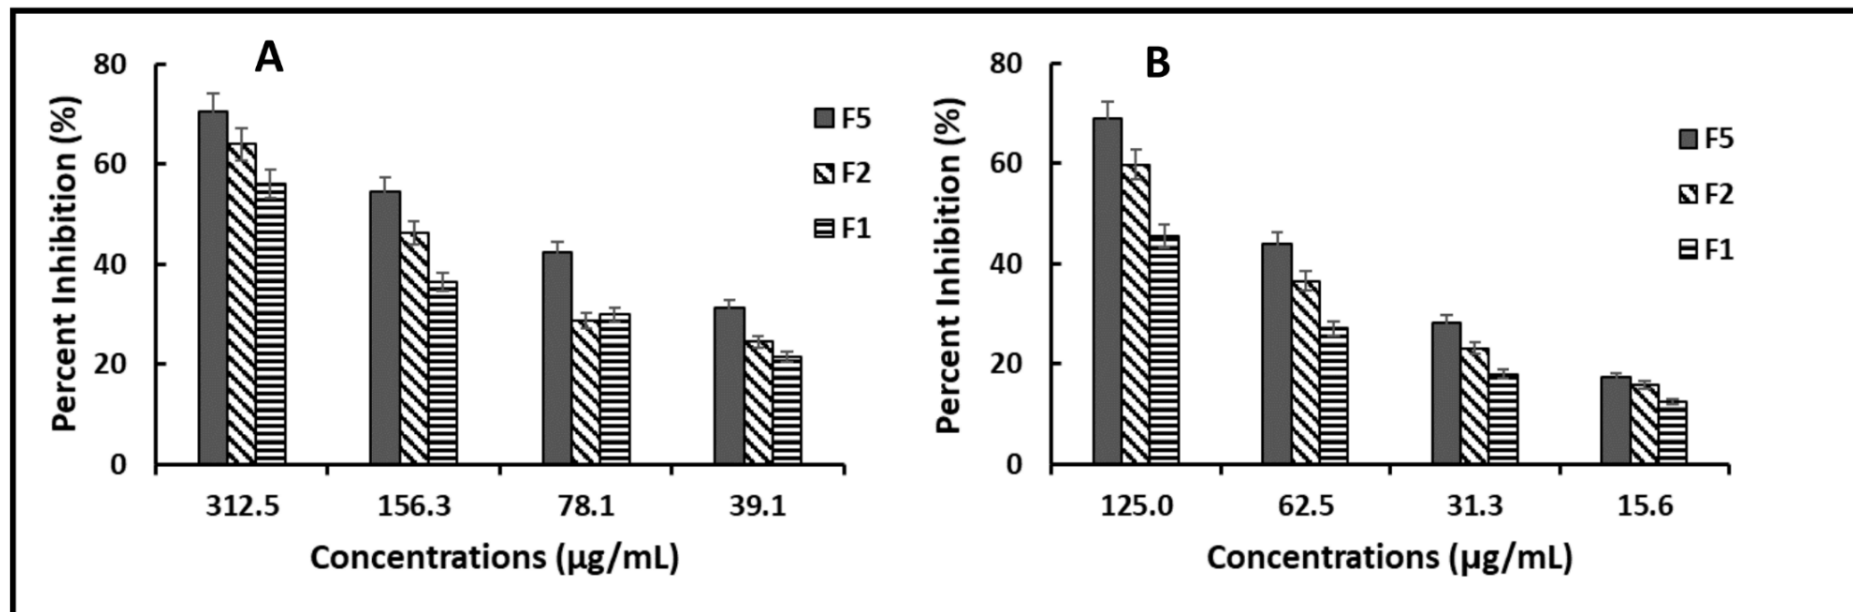 A
Percent Inhibition (%)
80
60
40
20
0
312.5 156.3 78.1 39.1
Concentrations (µg/mL)
F5
F2
F1
B
Percent Inhibition (%)
80
60
40
20
0
125.0 62.5 31.3 15.6
Concentrations (µg/mL)
F5
F2
F1